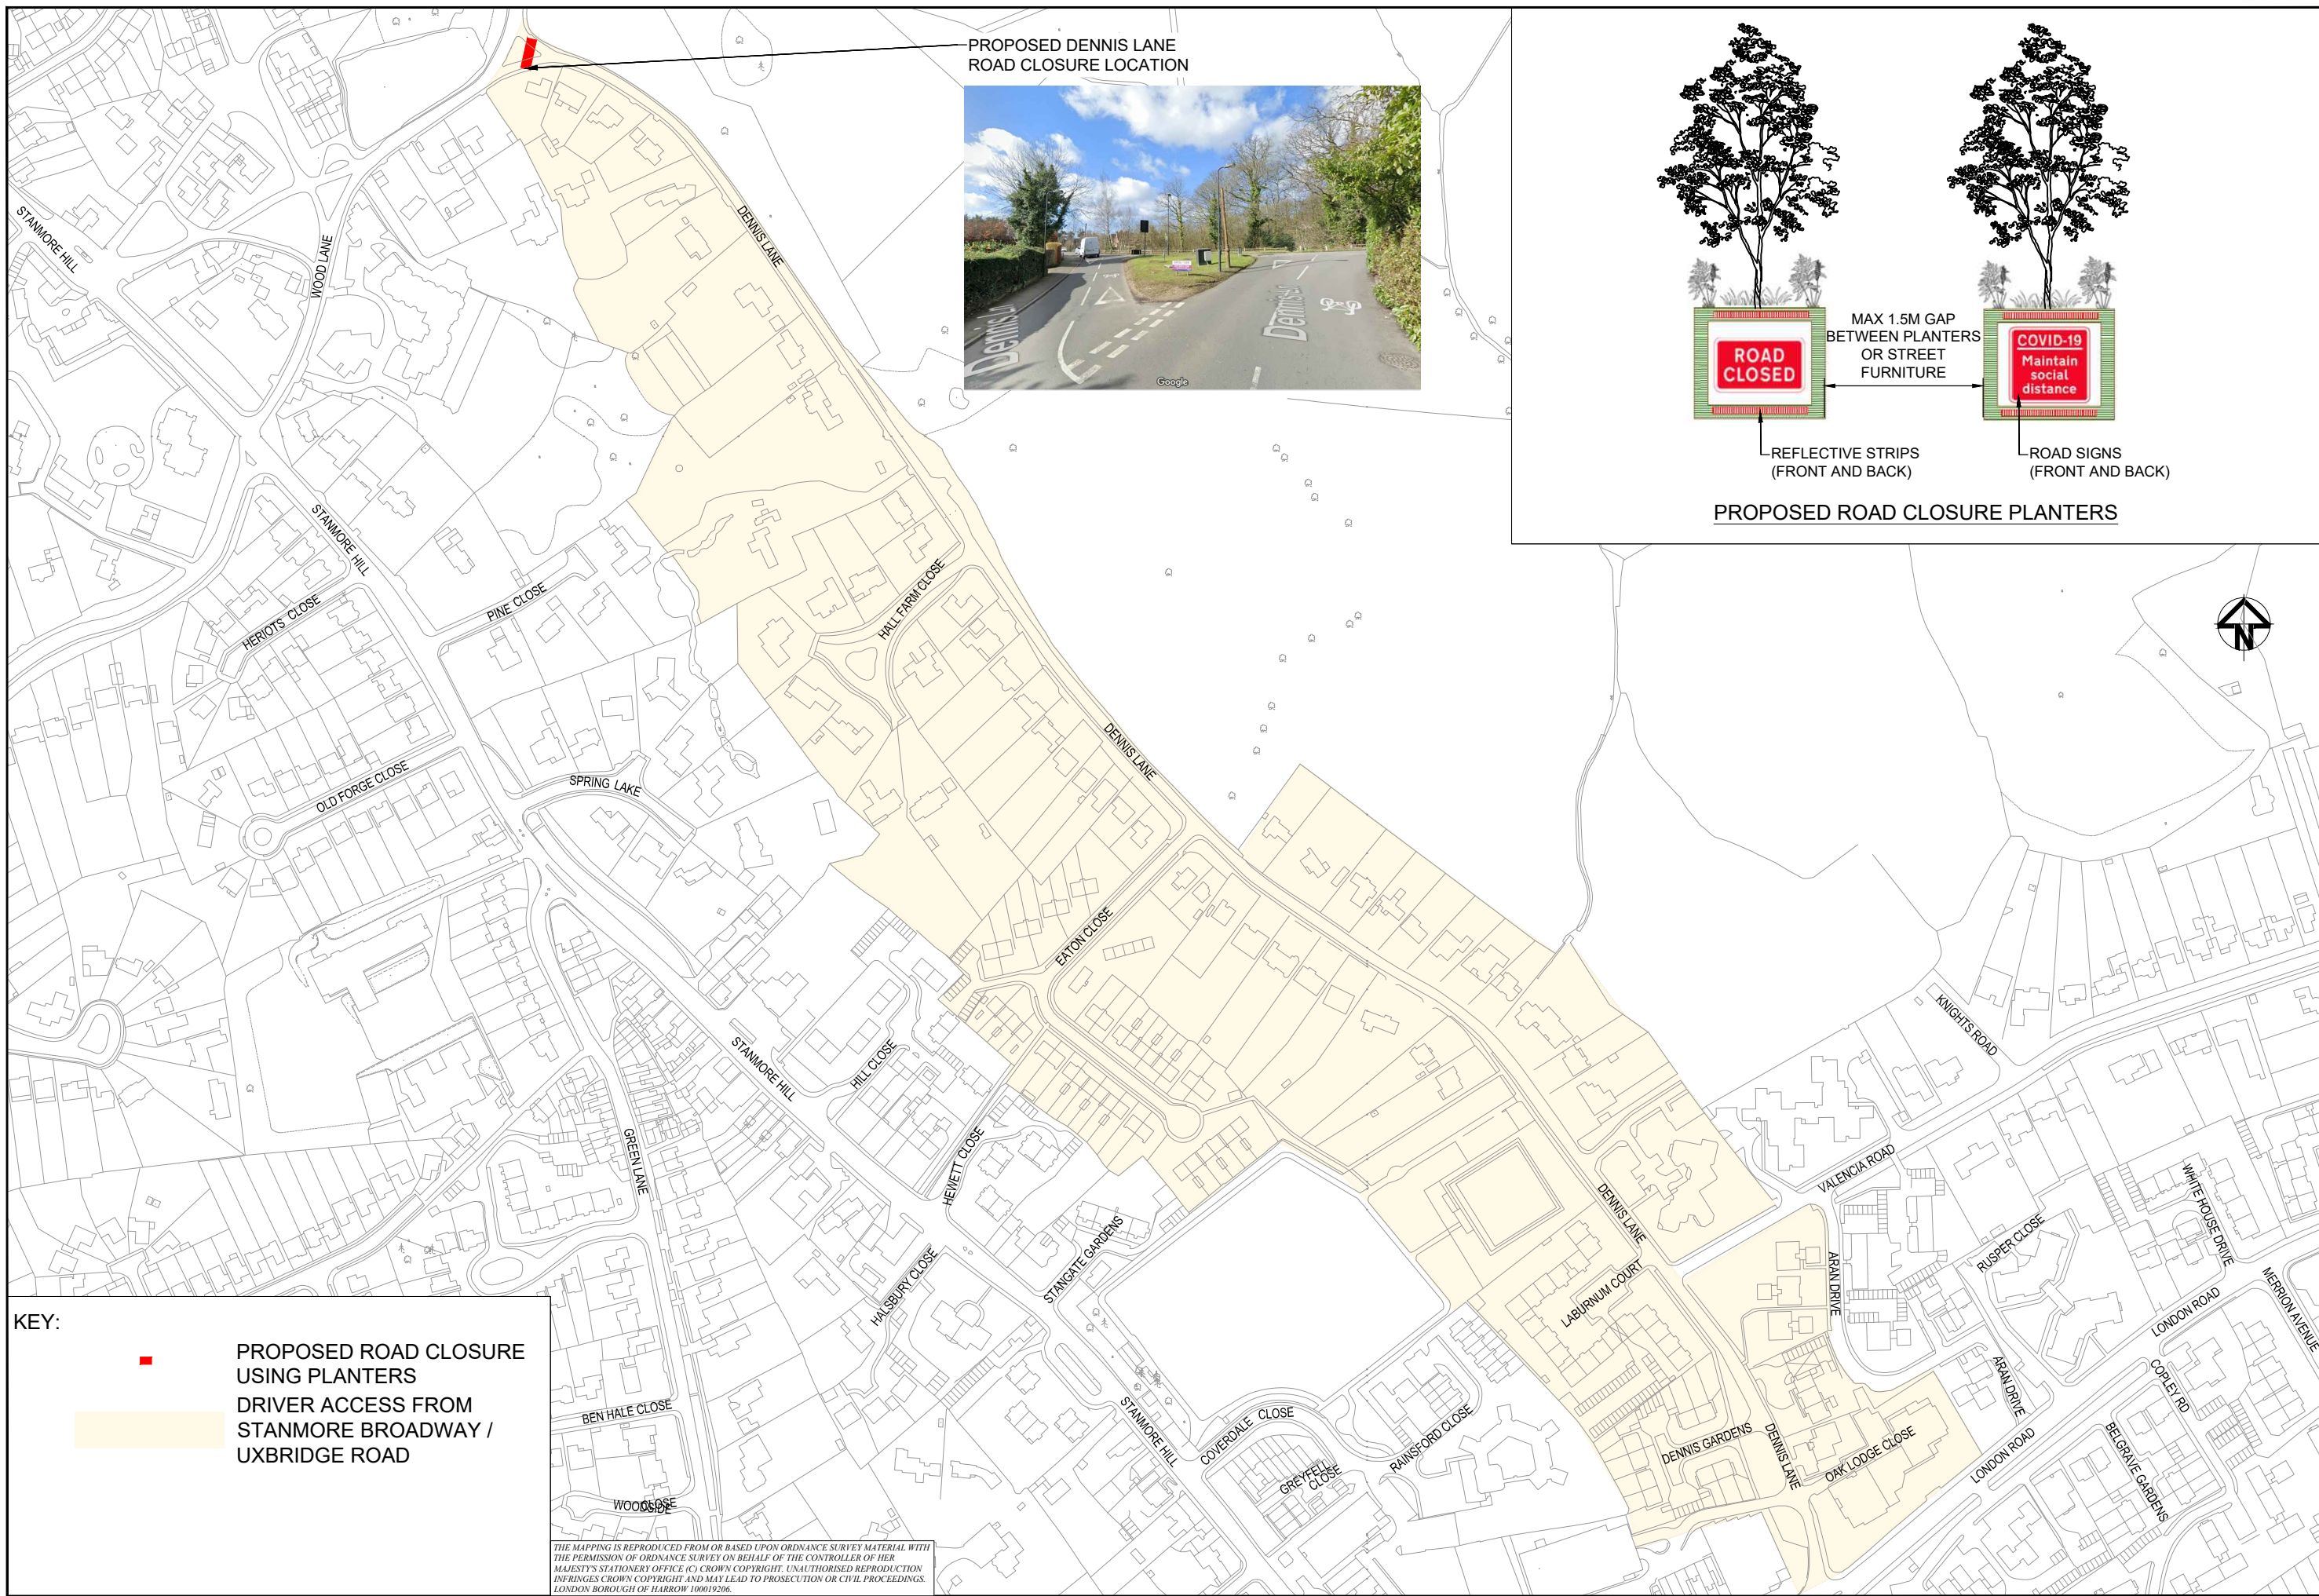 PROPOSED DENNIS LANE
ROAD CLOSURE LOCATION
Dennis Ln
Google
ROAD
CLOSED
MAX 1.5M GAP
BETWEEN PLANTERS
OR STREET
FURNITURE
COVID-19
Maintain
social
distance
REFLECTIVE STRIPS
(FRONT AND BACK)
ROAD SIGNS
(FRONT AND BACK)
PROPOSED ROAD CLOSURE PLANTERS
N
STANMORE HILL
WOOD LANE
DENNIS LANE
STANMORE HILL
HERIOTS CLOSE
PINE CLOSE
HALL FARM CLOSE
OLD FORGE CLOSE
SPRING LAKE
DENNIS LANE
EATON CLOSE
STANMORE HILL
HILL CLOSE
GREEN LANE
HEWETT CLOSE
STANGATE GARDENS
HALSBURY CLOSE
KNIGHTS ROAD
VALENCIA ROAD
DENNIS LANE
LABURNUM COURT
ARAN DRIVE
RUSPER CLOSE
WHITE HOUSE DRIVE
MERRION AVENUE
LONDON ROAD
ARAN DRIVE
COPLEY RD
BELGRAVE GARDENS
LONDON ROAD
OAK LODGE CLOSE
DENNIS LANE
DENNIS GARDENS
RAINSFORD CLOSE
COVERDALE CLOSE
GREYFELL
CLOSE
STANMORE HILL
BEN HALE CLOSE
WOODSIDE
CLOSE
KEY:
PROPOSED ROAD CLOSURE
USING PLANTERS
DRIVER ACCESS FROM
STANMORE BROADWAY /
UXBRIDGE ROAD
THE MAPPING IS REPRODUCED FROM OR BASED UPON ORDNANCE SURVEY MATERIAL WITH
THE PERMISSION OF ORDNANCE SURVEY ON BEHALF OF THE CONTROLLER OF HER
MAJESTY'S STATIONERY OFFICE (C) CROWN COPYRIGHT. UNAUTHORISED REPRODUCTION
INFRINGES CROWN COPYRIGHT AND MAY LEAD TO PROSECUTION OR CIVIL PROCEEDINGS.
LONDON BOROUGH OF HARROW 100019206.